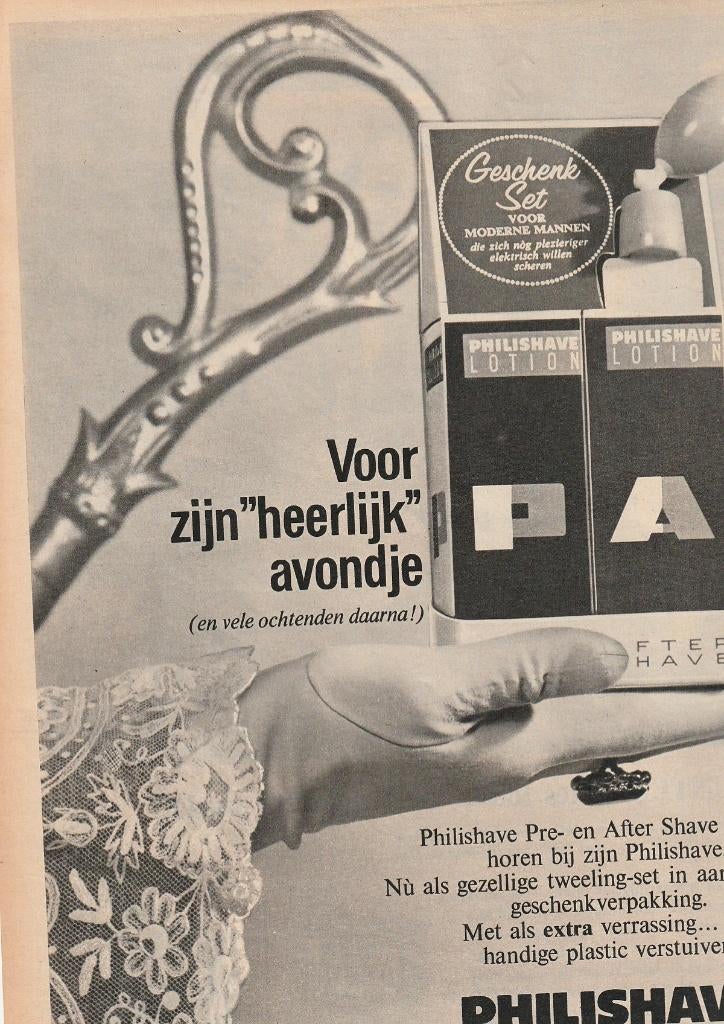 Geschenk
Set
VOOR
MODERNE MANNEN
die zich nòg plezieriger
elektrisch willen
scheren
PHILISHAVE
LOTION
PHILISHAVE
LOTION
P A
Voor
zijn "heerlijk"
avondje
(en vele ochtenden daarna!)
FTER
HAVE
Philishave Pre- en After Shave
horen bij zijn Philishave
Nù als gezellige tweeling-set in aan
geschenkverpakking.
Met als extra verrassing...
handige plastic verstuiver
PHILISHAV